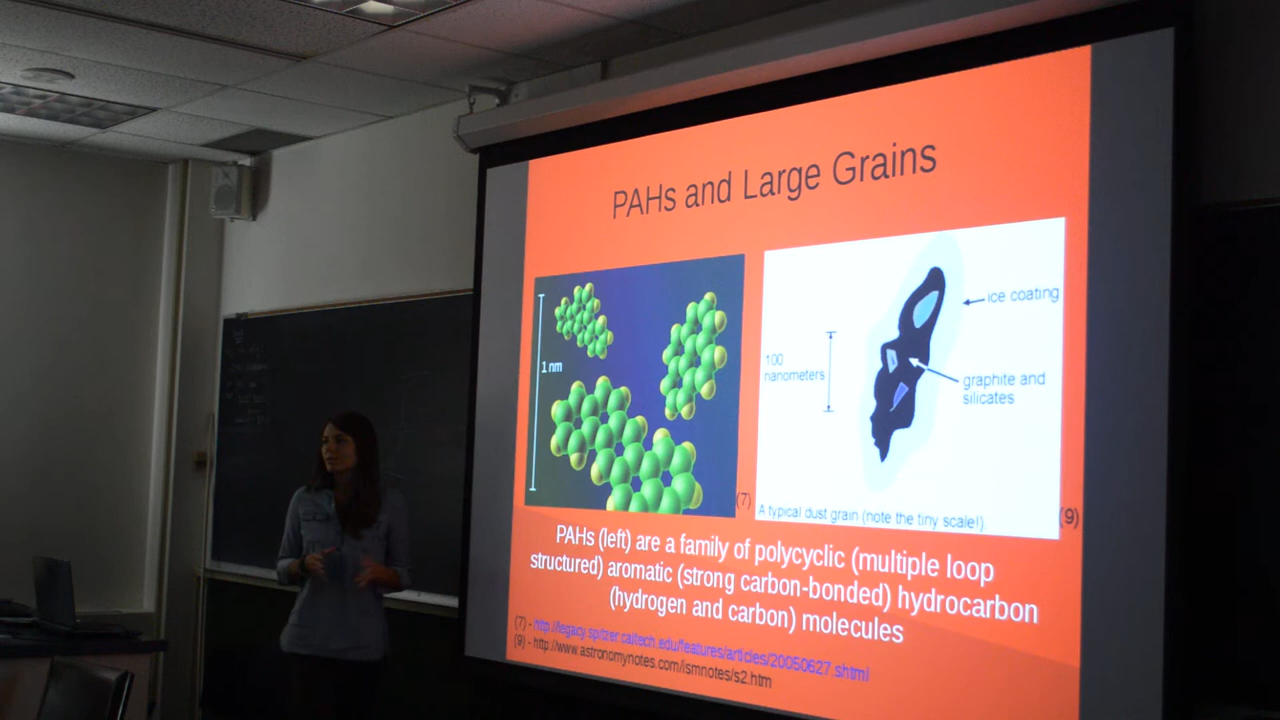 PAHs and Large Grains
1 nm
(7)
100
nanometers
ice coating
graphite and
silicates
A typical dust grain (note the tiny scale!)
(9)
PAHs (left) are a family of polycyclic (multiple loop
structured) aromatic (strong carbon-bonded) hydrocarbon
(hydrogen and carbon) molecules
(7) - http://legacy.spitzer.caltech.edu/features/articles/20050627.shtml
(9) - http://www.astronomynotes.com/ismnotes/s2.htm